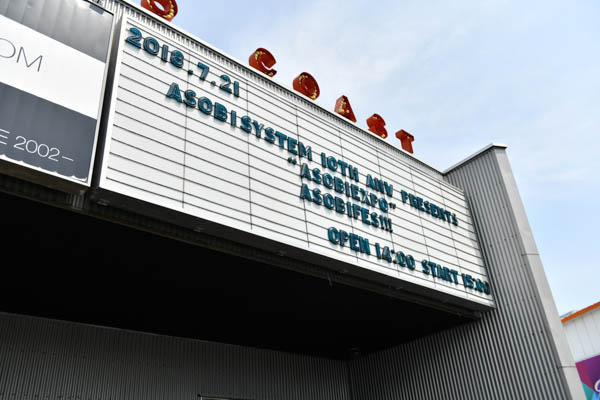 COAST
2018.7.21
ASOBISYSTEM 10TH ANV PRESENTS
"ASOBIEXPO"
ASOBIFES!!!
OPEN 14:00 START 15:00
OM
E 2002–